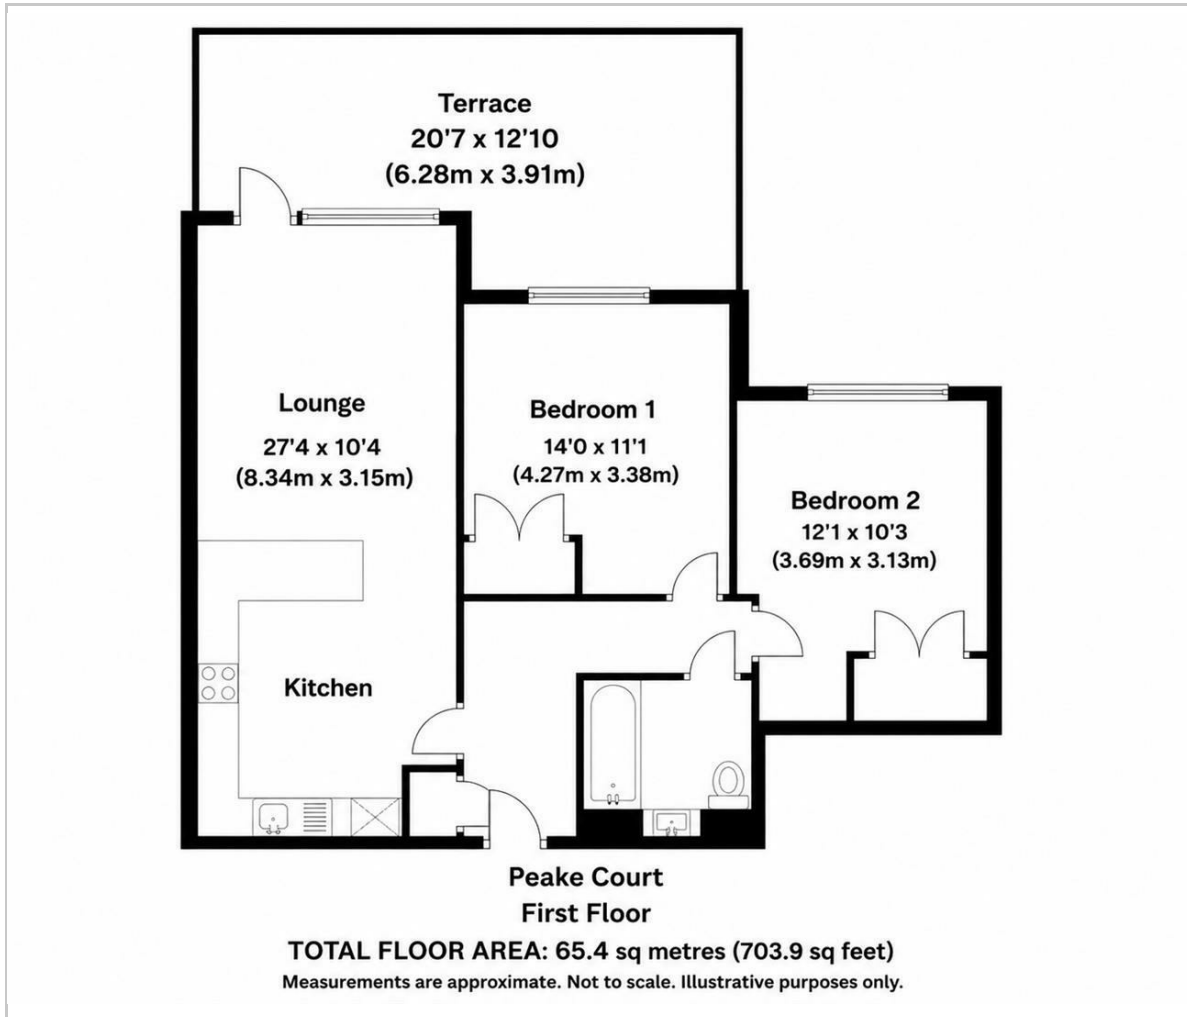 Terrace
20'7 x 12'10
(6.28m x 3.91m)
Lounge
27'4 x 10'4
(8.34m x 3.15m)
Bedroom 1
14'0 x 11'1
(4.27m x 3.38m)
Bedroom 2
12'1 x 10'3
(3.69m x 3.13m)
Kitchen
Peake Court
First Floor
TOTAL FLOOR AREA: 65.4 sq metres (703.9 sq feet)
Measurements are approximate. Not to scale. Illustrative purposes only.